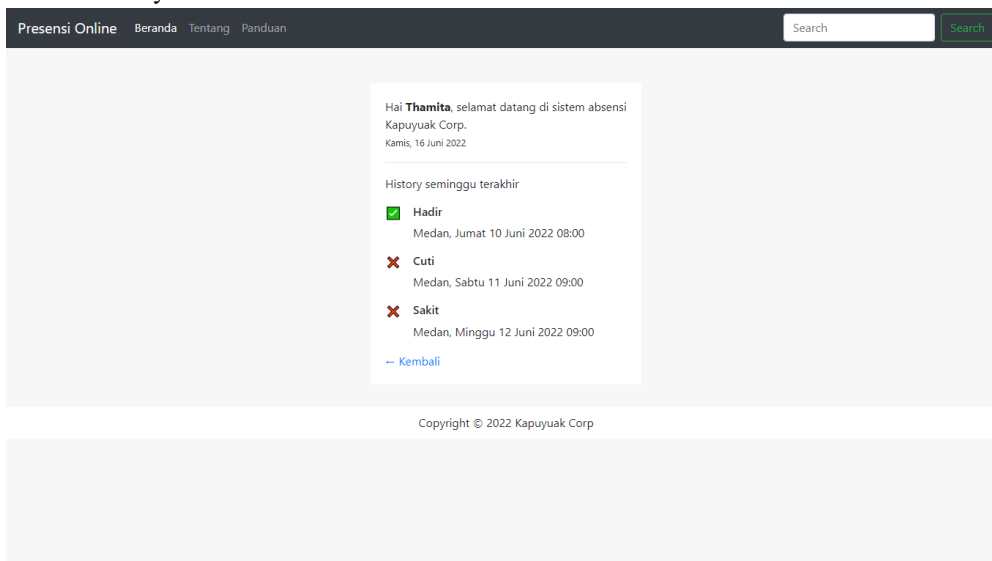 Presensi Online Beranda Tentang Panduan Search Search
Hai Thamita, selamat datang di sistem absensi
Kapuyuak Corp.
Kamis, 16 Juni 2022
History seminggu terakhir
Hadir
Medan, Jumat 10 Juni 2022 08:00
Cuti
Medan, Sabtu 11 Juni 2022 09:00
Sakit
Medan, Minggu 12 Juni 2022 09:00
← Kembali
Copyright © 2022 Kapuyuak Corp